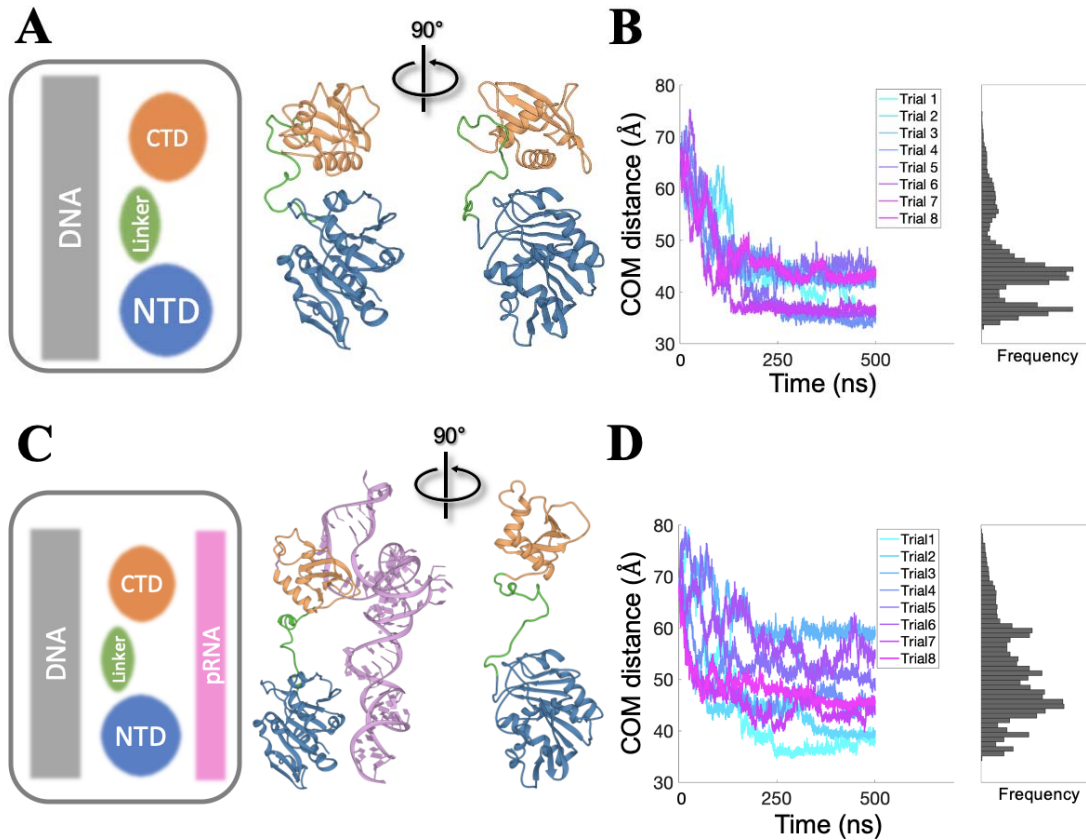 A
90°
B
DNA
CTD
Linker
NTD
80
70
60
50
40
30
COM distance (Å)
0
250
500
Time (ns)
Trial 1
Trial 2
Trial 3
Trial 4
Trial 5
Trial 6
Trial 7
Trial 8
Frequency
C
90°
D
DNA
CTD
Linker
NTD
pRNA
80
70
60
50
40
30
COM distance (Å)
0
250
500
Time (ns)
Trial1
Trial2
Trial3
Trial4
Trial5
Trial6
Trial7
Trial8
Frequency